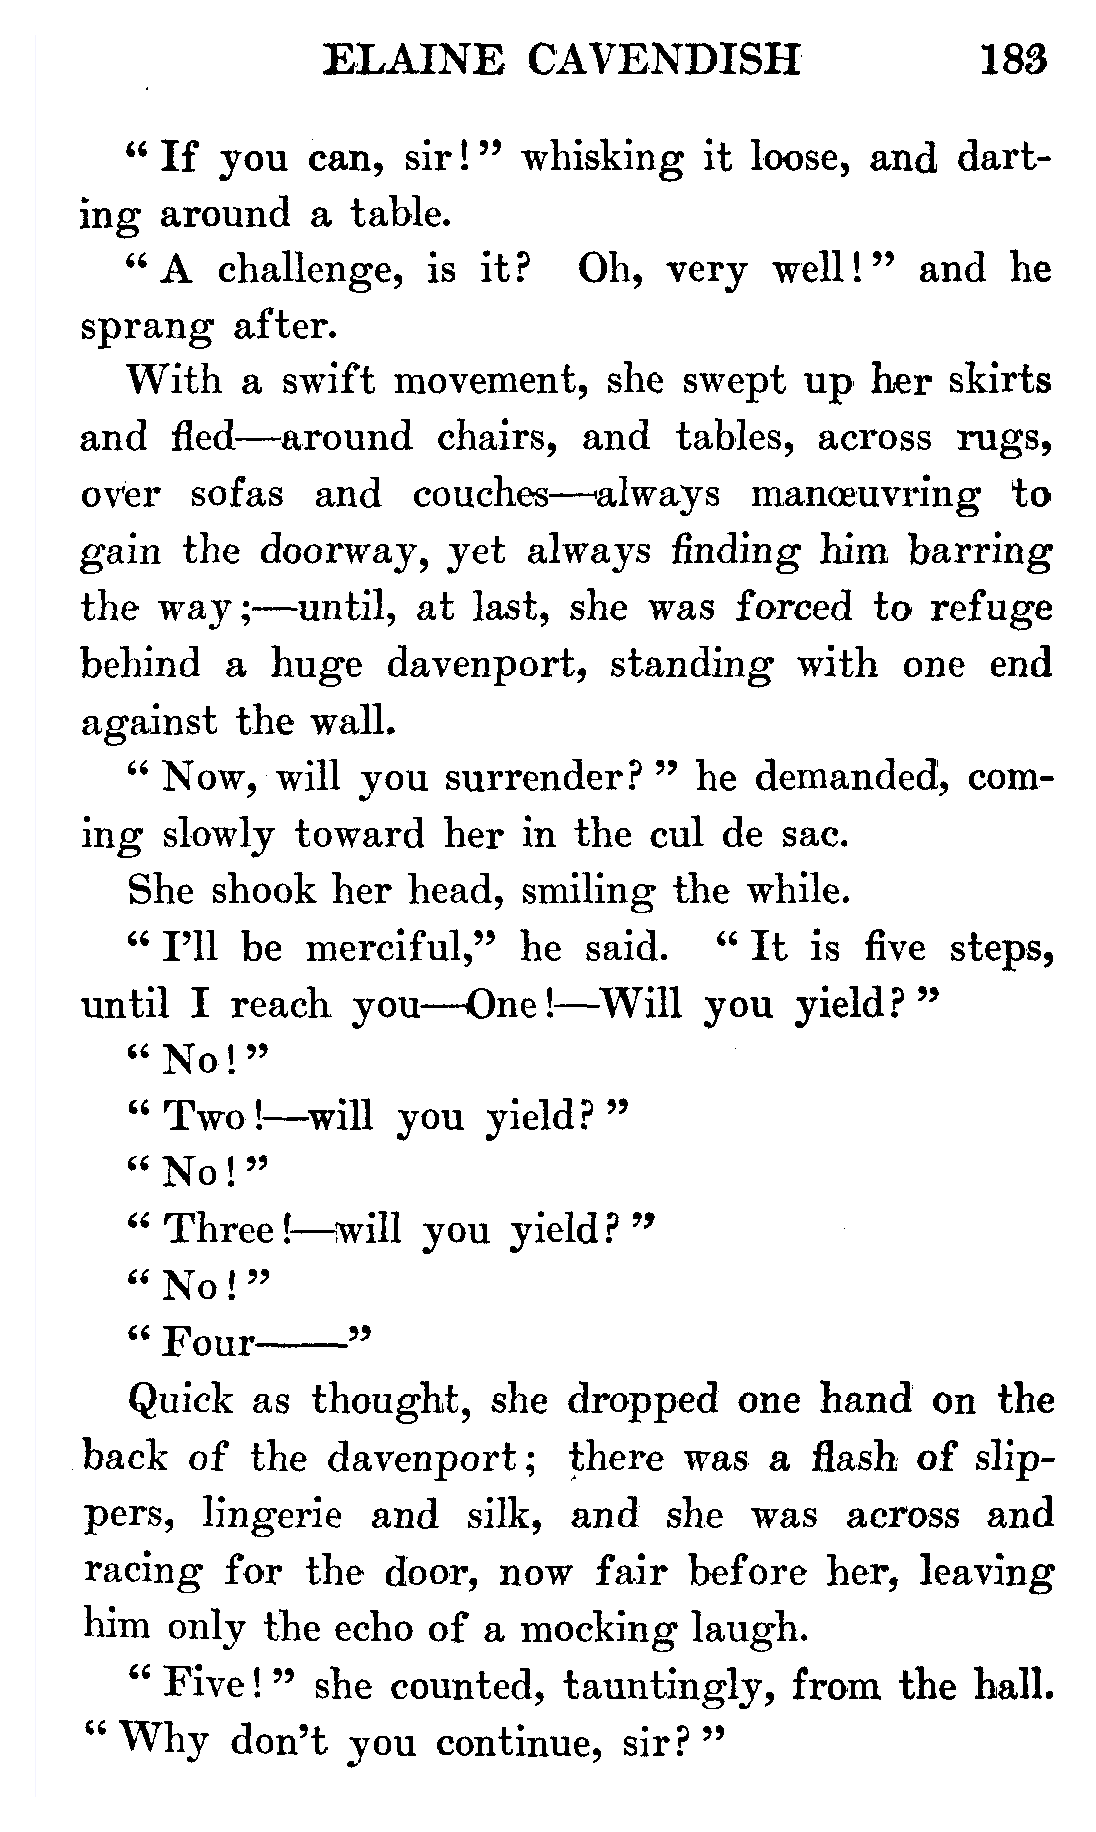 ELAINE CAVENDISH 183
“ If you can, sir! ” whisking it loose, and dart-
ing around a table.
“ A challenge, is it? Oh, very well! ” and he
sprang after.
With a swift movement, she swept up her skirts
and fled—around chairs, and tables, across rugs,
over sofas and couches—always manœuvring to
gain the doorway, yet always finding him barring
the way;—until, at last, she was forced to refuge
behind a huge davenport, standing with one end
against the wall.
“ Now, will you surrender? ” he demanded, com-
ing slowly toward her in the cul de sac.
She shook her head, smiling the while.
“ I’ll be merciful,” he said. “ It is five steps,
until I reach you—One!—Will you yield? ”
“ No! ”
“ Two!—will you yield? ”
“ No! ”
“ Three!—will you yield? ”
“ No! ”
“ Four——”
Quick as thought, she dropped one hand on the
back of the davenport; there was a flash of slip-
pers, lingerie and silk, and she was across and
racing for the door, now fair before her, leaving
him only the echo of a mocking laugh.
“ Five! ” she counted, tauntingly, from the hall.
“ Why don’t you continue, sir? ”